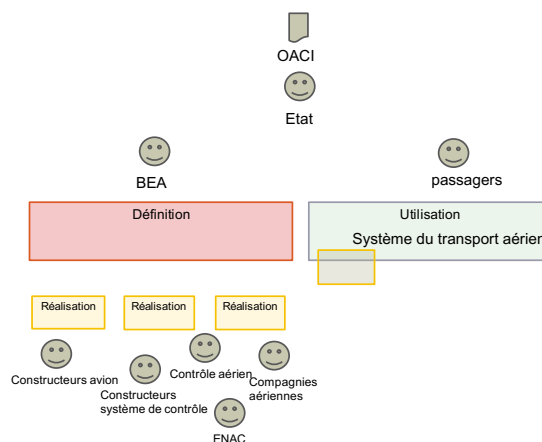 OACI
Etat
BEA
passagers
Définition
Utilisation
Système du transport aérien
Réalisation
Réalisation
Réalisation
Constructeurs avion
Constructeurs
système de contrôle
Contrôle aérien
Compagnies
aériennes
ENAC